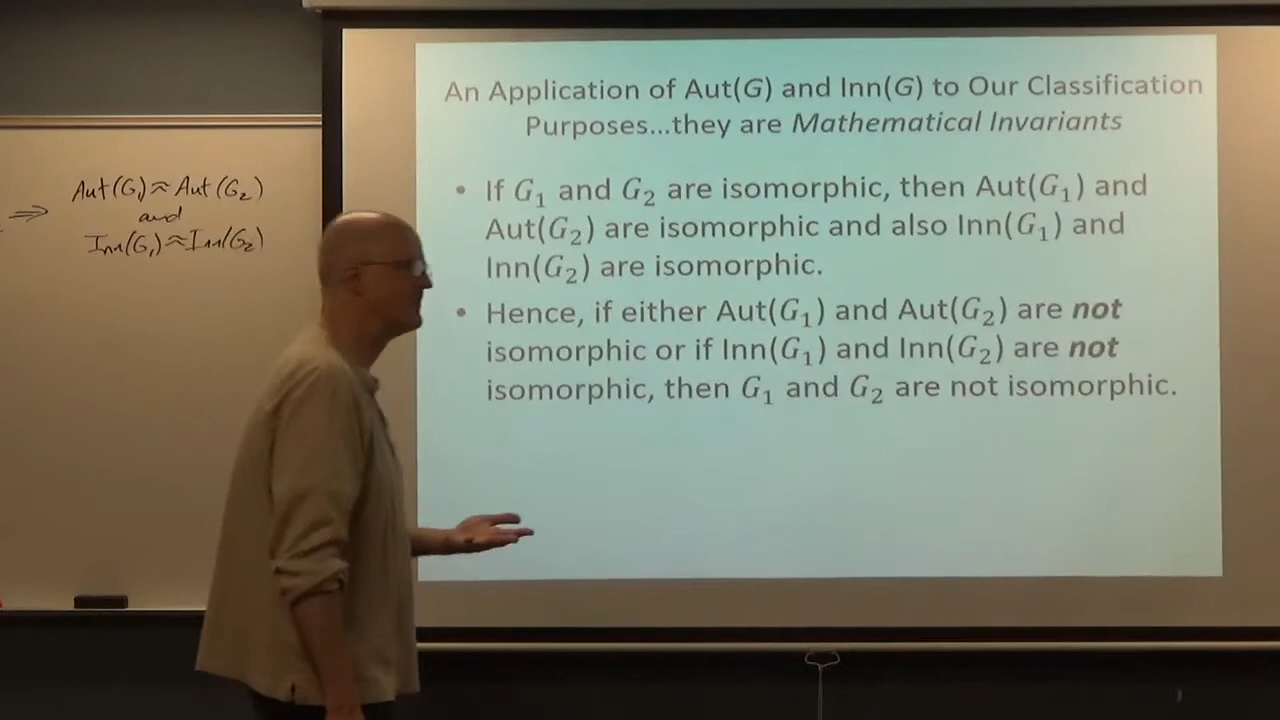 Aut(G₁)≈Aut(G₂)
⇒
and
Inn(G₁)≈Inn(G₂)
An Application of Aut(G) and Inn(G) to Our Classification
Purposes...they are Mathematical Invariants
• If G₁ and G₂ are isomorphic, then Aut(G₁) and
Aut(G₂) are isomorphic and also Inn(G₁) and
Inn(G₂) are isomorphic.
• Hence, if either Aut(G₁) and Aut(G₂) are not
isomorphic or if Inn(G₁) and Inn(G₂) are not
isomorphic, then G₁ and G₂ are not isomorphic.